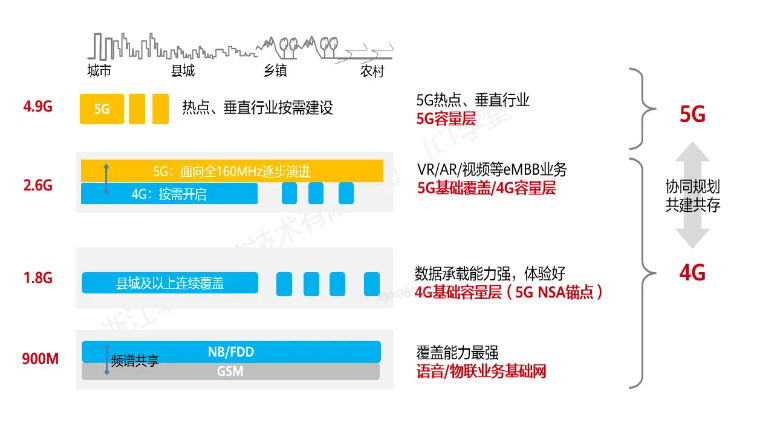 城市 县城 乡镇 农村
4.9G
5G
热点、垂直行业按需建设
5G热点、垂直行业
5G容量层
5G
2.6G
5G：面向全160MHz逐步演进
4G：按需开启
VR/AR/视频等eMBB业务
5G基础覆盖/4G容量层
协同规划
共建共存
1.8G
县城及以上连续覆盖
数据承载能力强，体验好
4G基础容量层（5G NSA锚点）
4G
900M
NB/FDD
频谱共享
GSM
覆盖能力最强
语音/物联业务基础网
ICT学堂